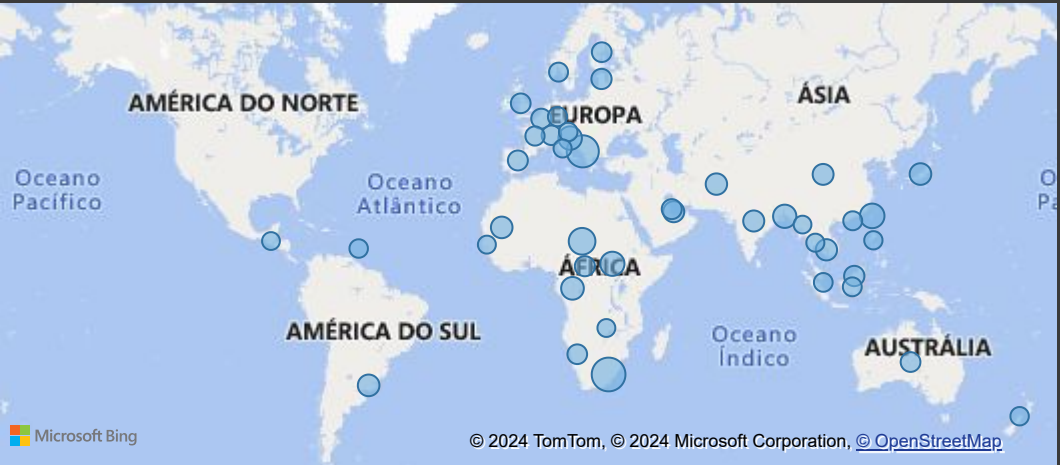 AMÉRICA DO NORTE
EUROPA
ÁSIA
Oceano
Pacífico
Oceano
Atlântico
O
Pa
ÁFRICA
AMÉRICA DO SUL
Oceano
Índico
AUSTRÁLIA
Microsoft Bing
© 2024 TomTom, © 2024 Microsoft Corporation, © OpenStreetMap